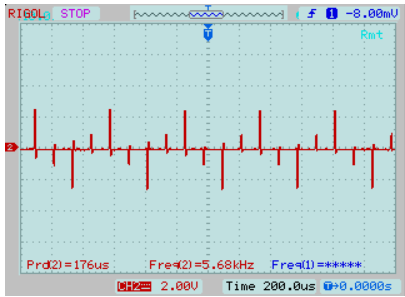 RIGOL STOP T f 1 -8.00mV
Rmt
T
2
Prd(2)=176us Freq(2)=5.68kHz Freq(1)=*****
CH2 2.00V Time 200.0us T→0.0000s